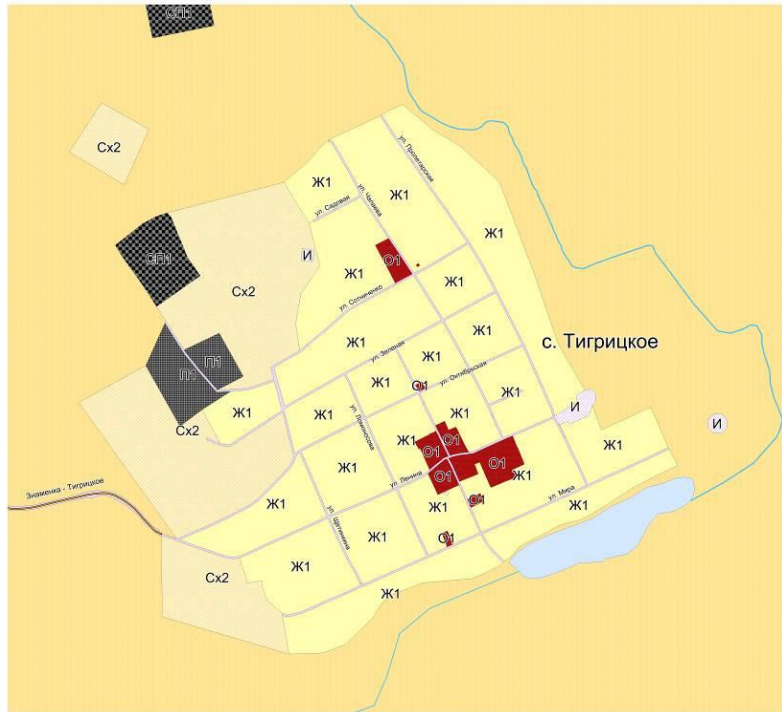 СП1
Сх2
ул. Пролетарская
Ж1
Ж1
ул. Чапаева
ул. Садовая
Ж1
Ж1
СП1
И
О1
Ж1
Сх2
Ж1
ул. Сотниченко
с. Тигрицкое
Ж1
Ж1
ул. Зеленая
П1
П1
Ж1
Ж1
О1
ул. Октябрьская
Ж1
Ж1
Ж1
Ж1
И
И
Сх2
ул. Ломоносова
Ж1
О1
О1
Ж1
О1
О1
Ж1
ул. Ленина
Знаменка - Тигрицкое
Ж1
ул. Щетинкина
Ж1
О1
ул. Мира
Ж1
Ж1
О1
Ж1
Сх2
Ж1